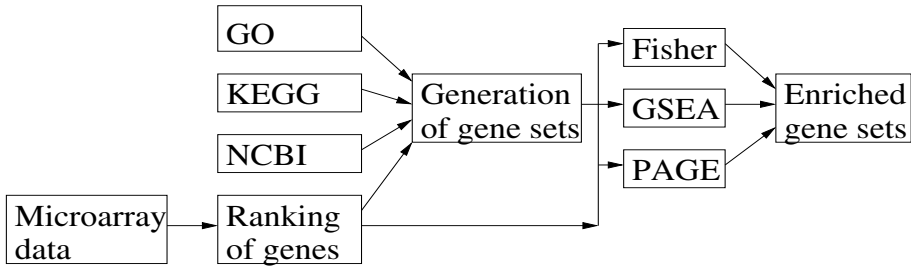 GO
KEGG
NCBI
Microarray
data
Ranking
of genes
Generation
of gene sets
Fisher
GSEA
PAGE
Enriched
gene sets